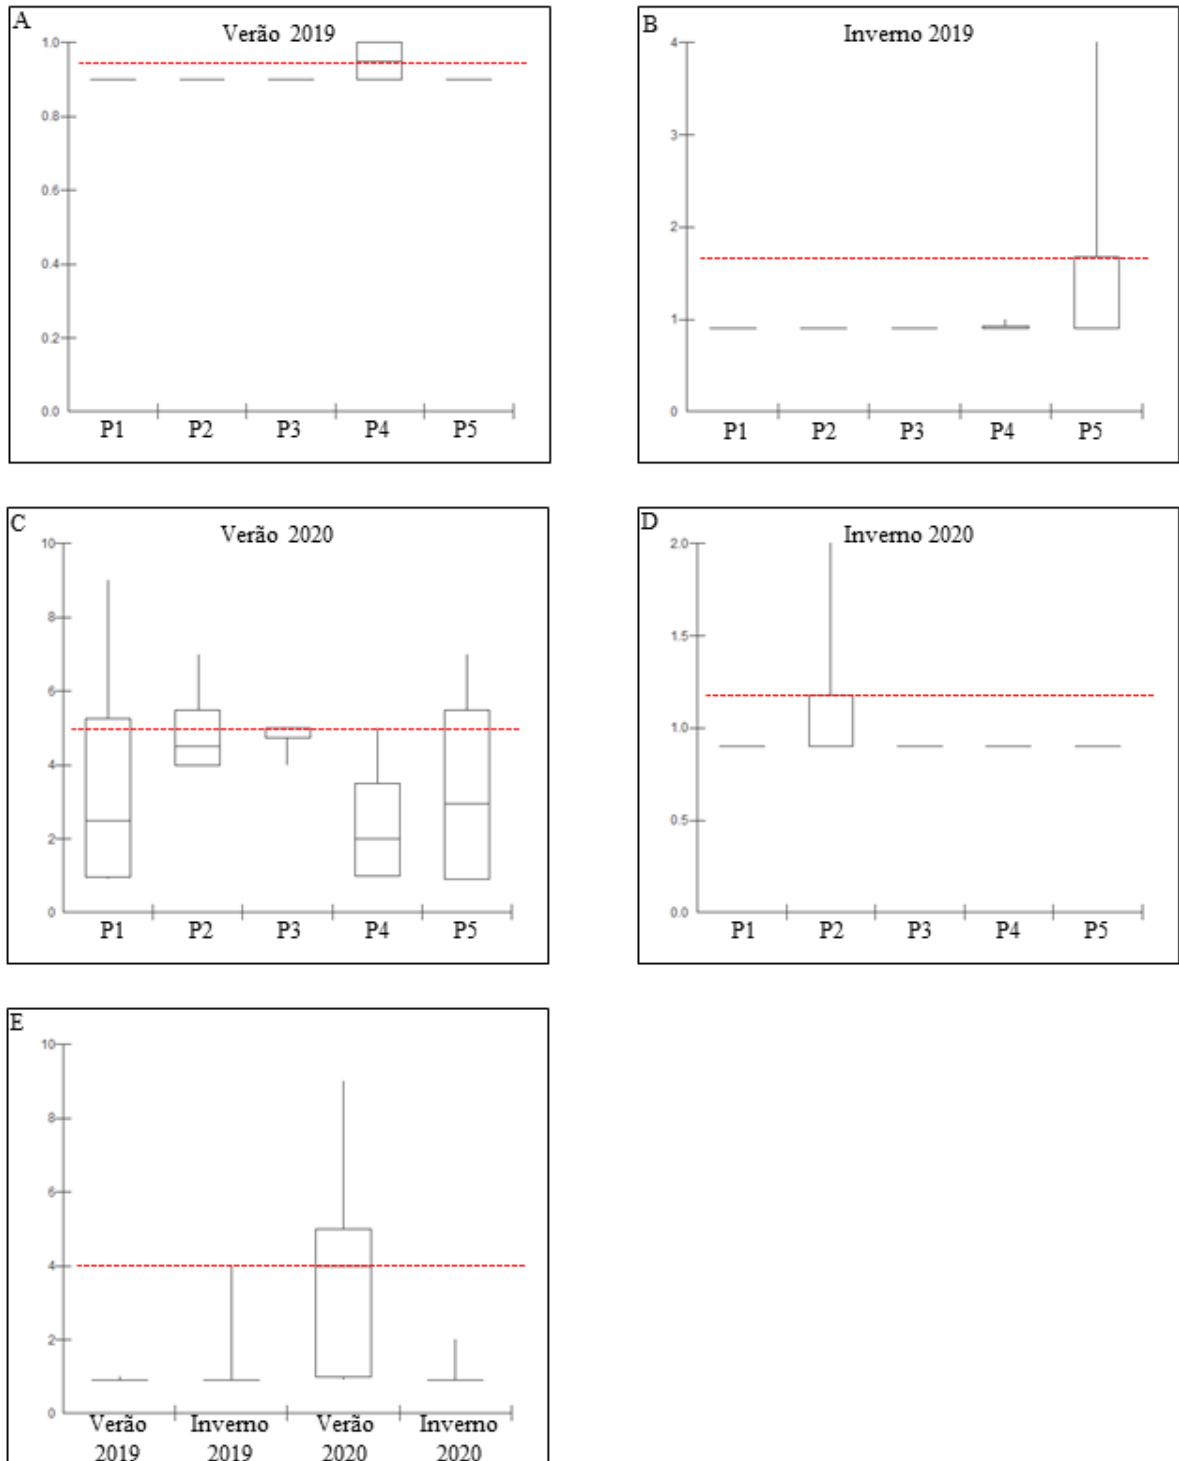 A
Verão 2019
1.0
0.8
0.6
0.4
0.2
0.0
P1 P2 P3 P4 P5
B
Inverno 2019
4
3
2
1
0
P1 P2 P3 P4 P5
C
Verão 2020
10
8
6
4
2
0
P1 P2 P3 P4 P5
D
Inverno 2020
2.0
1.5
1.0
0.5
0.0
P1 P2 P3 P4 P5
E
10
8
6
4
2
0
Verão Inverno Verão Inverno
2019 2019 2020 2020